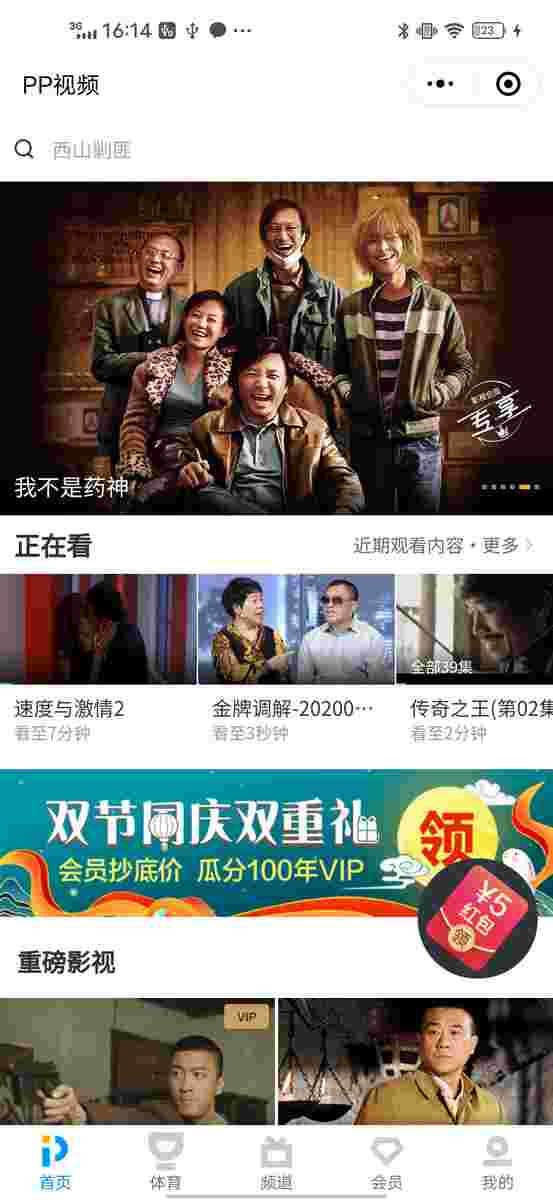 3G 16:14 23
PP视频
西山剿匪
影视会员
专享
我不是药神
正在看
近期观看内容·更多
全部39集
速度与激情2
金牌调解-20200…
传奇之王(第02集
看至7分钟
看至3秒钟
看至2分钟
双节同庆双重礼
领
会员抄底价 瓜分100年VIP
¥5
红包
领
重磅影视
VIP
首页
体育
频道
会员
我的